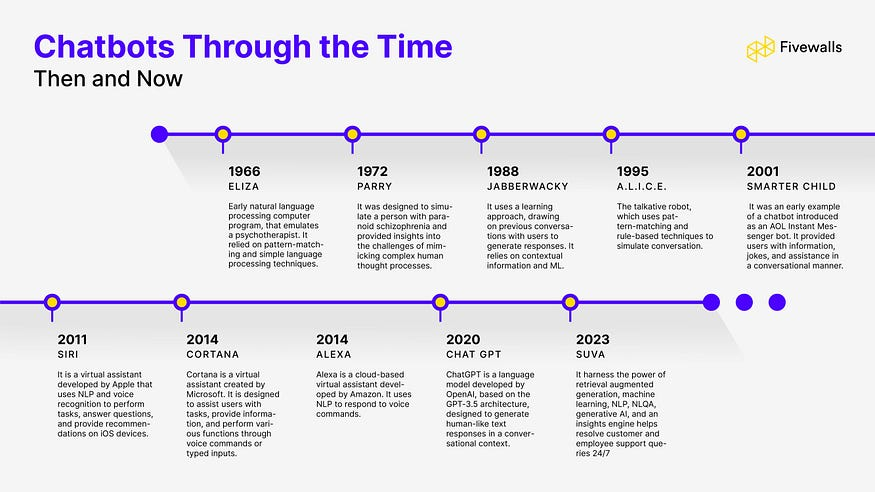 Chatbots Through the Time
Then and Now
Fivewalls
1966
ELIZA
Early natural language
processing computer
program, that emulates
a psychotherapist. It
relied on pattern-match-
ing and simple language
processing techniques.
1972
PARRY
It was designed to simu-
late a person with para-
noid schizophrenia and
provided insights into
the challenges of mim-
icking complex human
thought processes.
1988
JABBERWACKY
It uses a learning
approach, drawing
on previous conversa-
tions with users to
generate responses. It
relies on contextual
information and ML.
1995
A.L.I.C.E.
The talkative robot,
which uses pat-
tern-matching and
rule-based techniques to
simulate conversation.
2001
SMARTER CHILD
It was an early example
of a chatbot introduced
as an AOL Instant Mes-
senger bot. It provided
users with information,
jokes, and assistance in
a conversational manner.
2011
SIRI
It is a virtual assistant
developed by Apple that
uses NLP and voice
recognition to perform
tasks, answer questions,
and provide recommen-
dations on iOS devices.
2014
CORTANA
Cortana is a virtual
assistant created by
Microsoft. It is designed
to assist users with
tasks, provide informa-
tion, and perform vari-
ous functions through
voice commands or
typed inputs.
2014
ALEXA
Alexa is a cloud-based
virtual assistant devel-
oped by Amazon. It uses
NLP to respond to voice
commands.
2020
CHAT GPT
ChatGPT is a language
model developed by
OpenAI, based on the
GPT-3.5 architecture,
designed to generate
human-like text
responses in a conver-
sational context.
2023
SUVA
It harness the power of
retrieval augmented
generation, machine
learning, NLP, NLQA,
generative AI, and an
insights engine helps
resolve customer and
employee support que-
ries 24/7